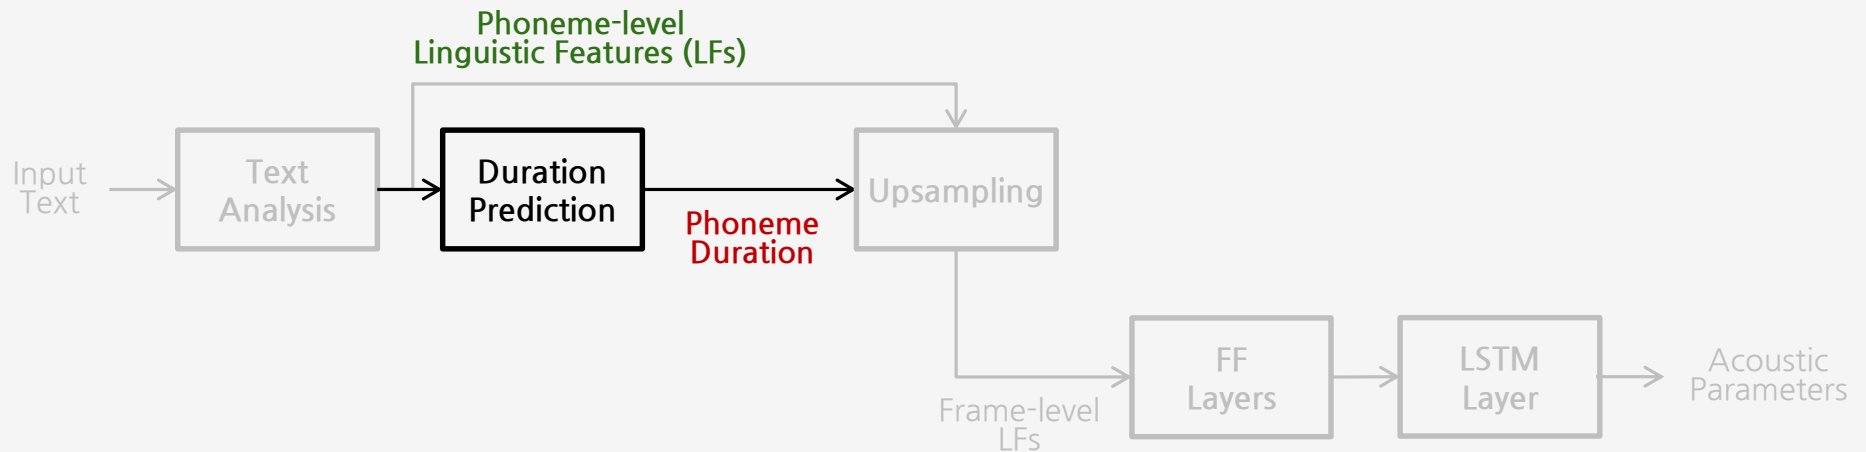 Phoneme-level
Linguistic Features (LFs)
Input
Text
Text
Analysis
Duration
Prediction
Phoneme
Duration
Upsampling
Frame-level
LFs
FF
Layers
LSTM
Layer
Acoustic
Parameters